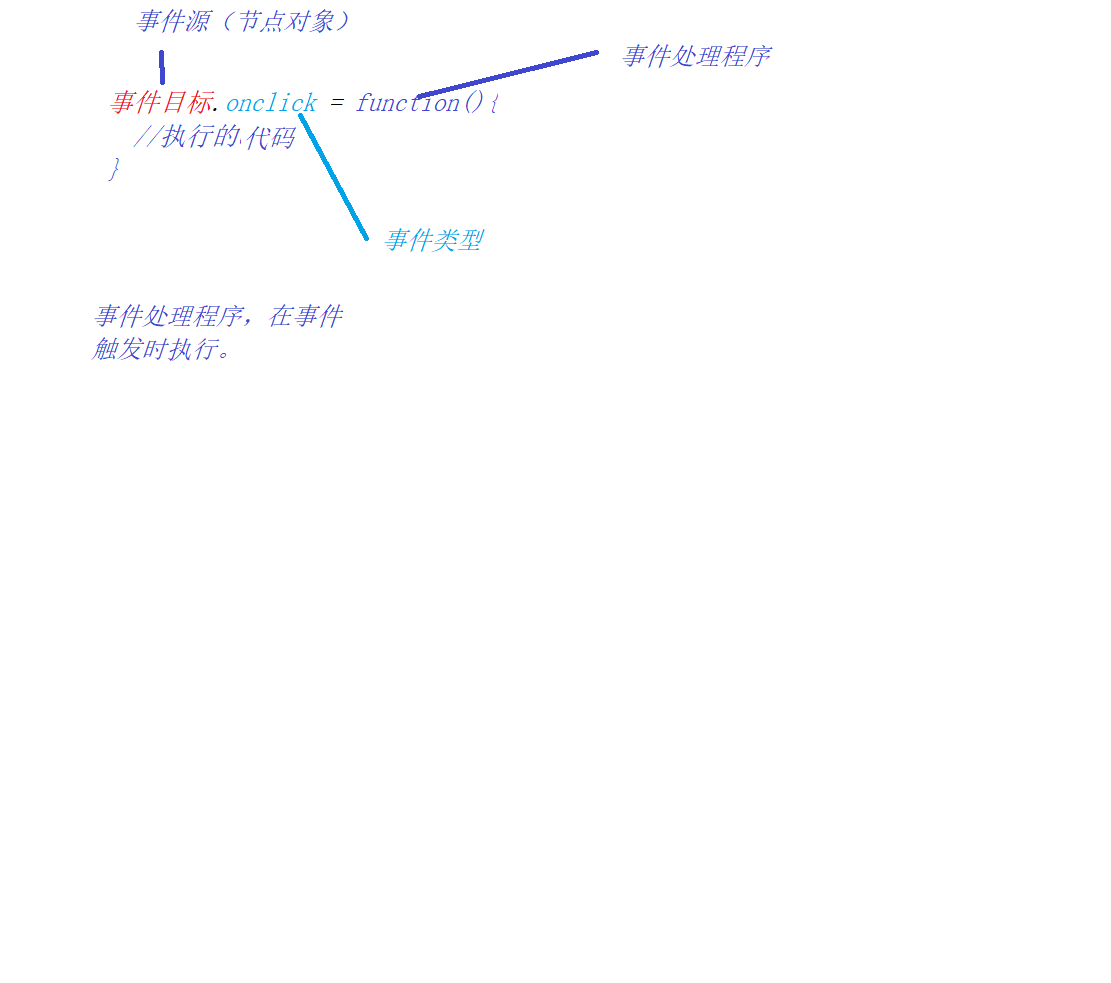 事件源（节点对象）
事件处理程序
事件目标.onclick = function(){
//执行的代码
}
事件类型
事件处理程序，在事件
触发时执行。